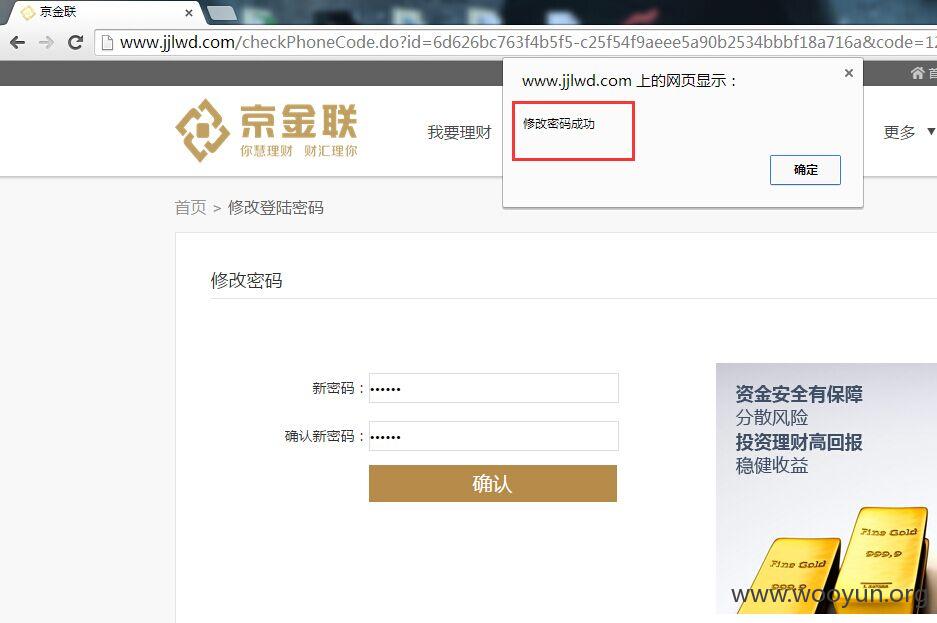 京金联
www.jjlwd.com/checkPhoneCode.do?id=6d626bc763f4b5f5-c25f54f9aeee5a90b2534bbbf18a716a&code=12
www.jjlwd.com 上的网页显示：
修改密码成功
确定
首
京金联
你慧理财 财汇理你
我要理财
更多
首页 > 修改登陆密码
修改密码
新密码：
确认新密码：
确认
资金安全有保障
分散风险
投资理财高回报
稳健收益
Fine Gold
999,9
Fine Gold
999,9
www.wooyun.org